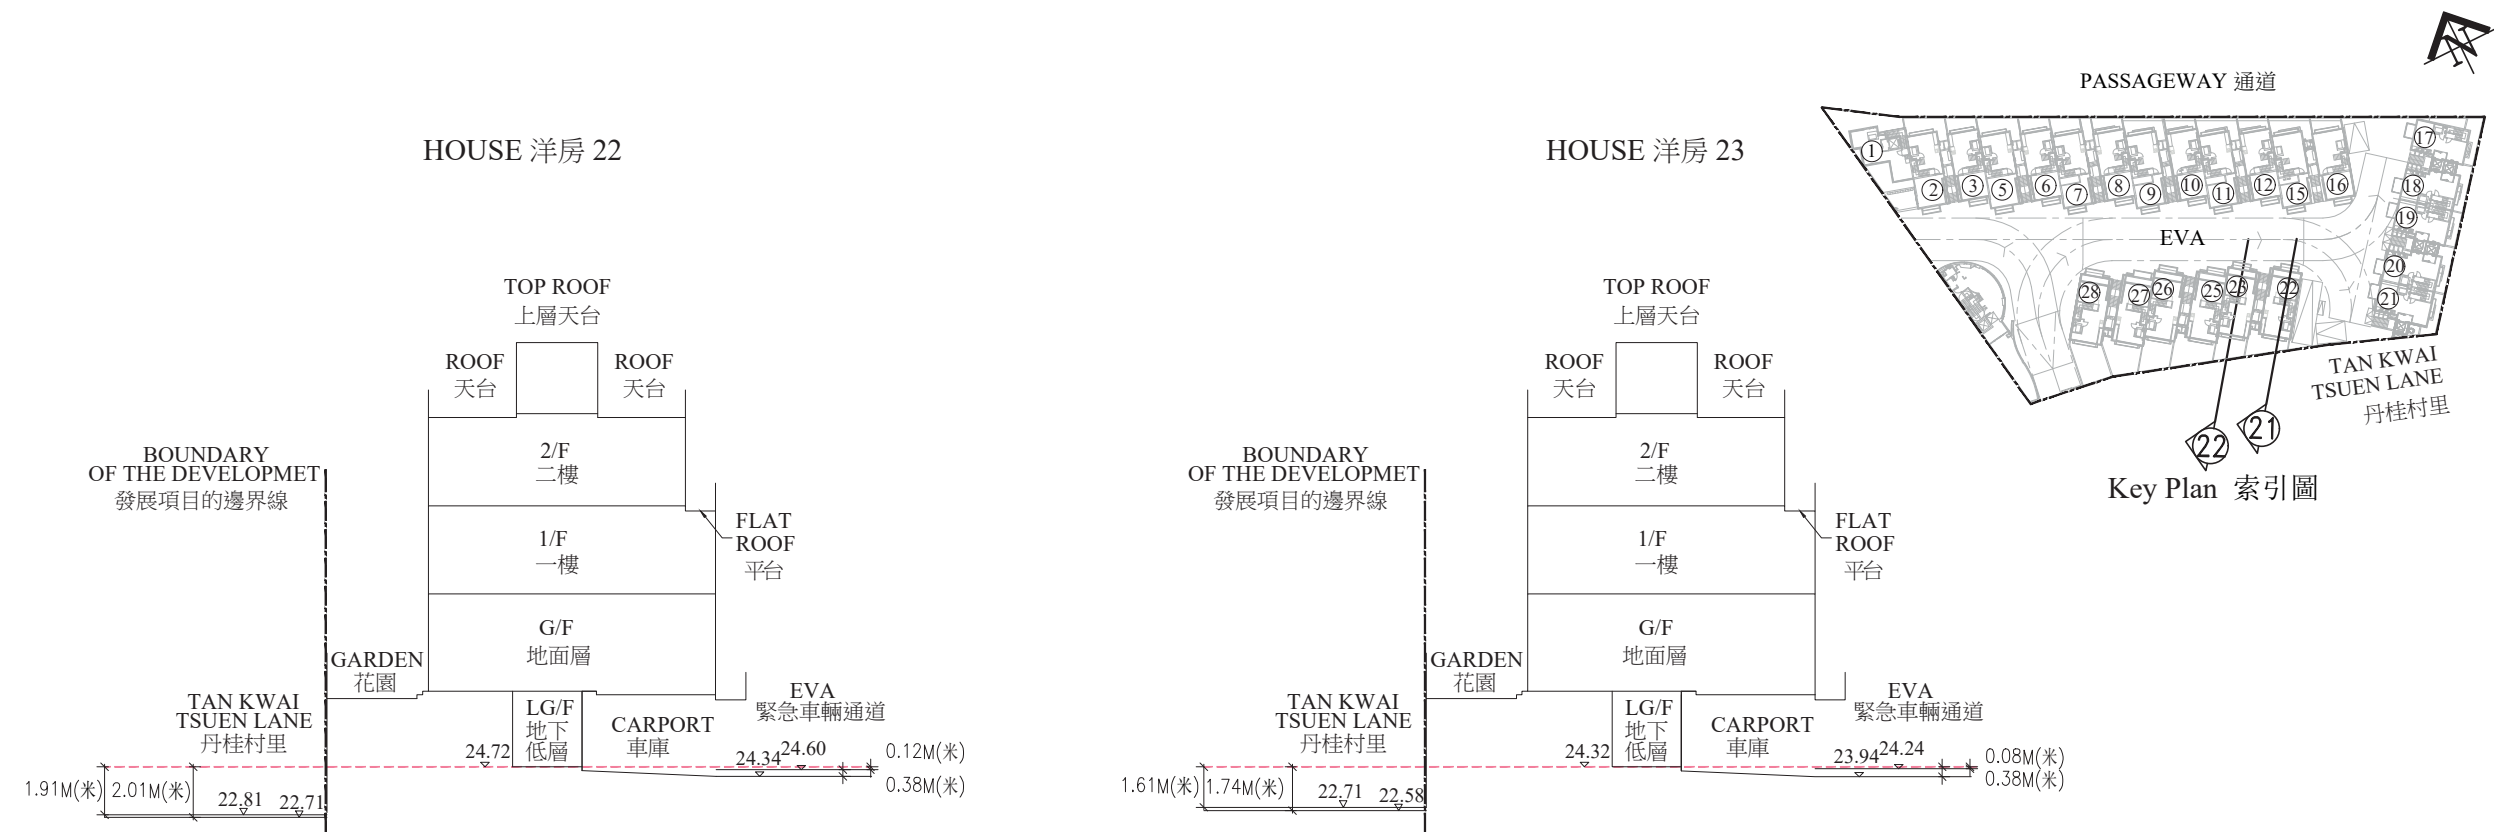 HOUSE 洋房 22
TOP ROOF
上層天台
ROOF
天台
ROOF
天台
BOUNDARY
OF THE DEVELOPMET
發展項目的邊界線
2/F
二樓
FLAT
ROOF
平台
1/F
一樓
G/F
地面層
GARDEN
花園
TAN KWAI
TSUEN LANE
丹桂村里
LG/F
地下
低層
CARPORT
車庫
EVA
緊急車輛通道
24.72
24.34
24.60
0.12M(米)
0.38M(米)
1.91M(米)
2.01M(米)
22.81
22.71
HOUSE 洋房 23
TOP ROOF
上層天台
ROOF
天台
ROOF
天台
BOUNDARY
OF THE DEVELOPMET
發展項目的邊界線
2/F
二樓
FLAT
ROOF
平台
1/F
一樓
G/F
地面層
GARDEN
花園
TAN KWAI
TSUEN LANE
丹桂村里
LG/F
地下
低層
CARPORT
車庫
EVA
緊急車輛通道
24.32
23.94
24.24
0.08M(米)
0.38M(米)
1.61M(米)
1.74M(米)
22.71
22.58
PASSAGEWAY 通道
1
2
3
5
6
7
8
9
10
11
12
15
16
17
18
19
20
21
EVA
28
27
26
25
23
22
TAN KWAI
TSUEN LANE
丹桂村里
22
21
Key Plan 索引圖